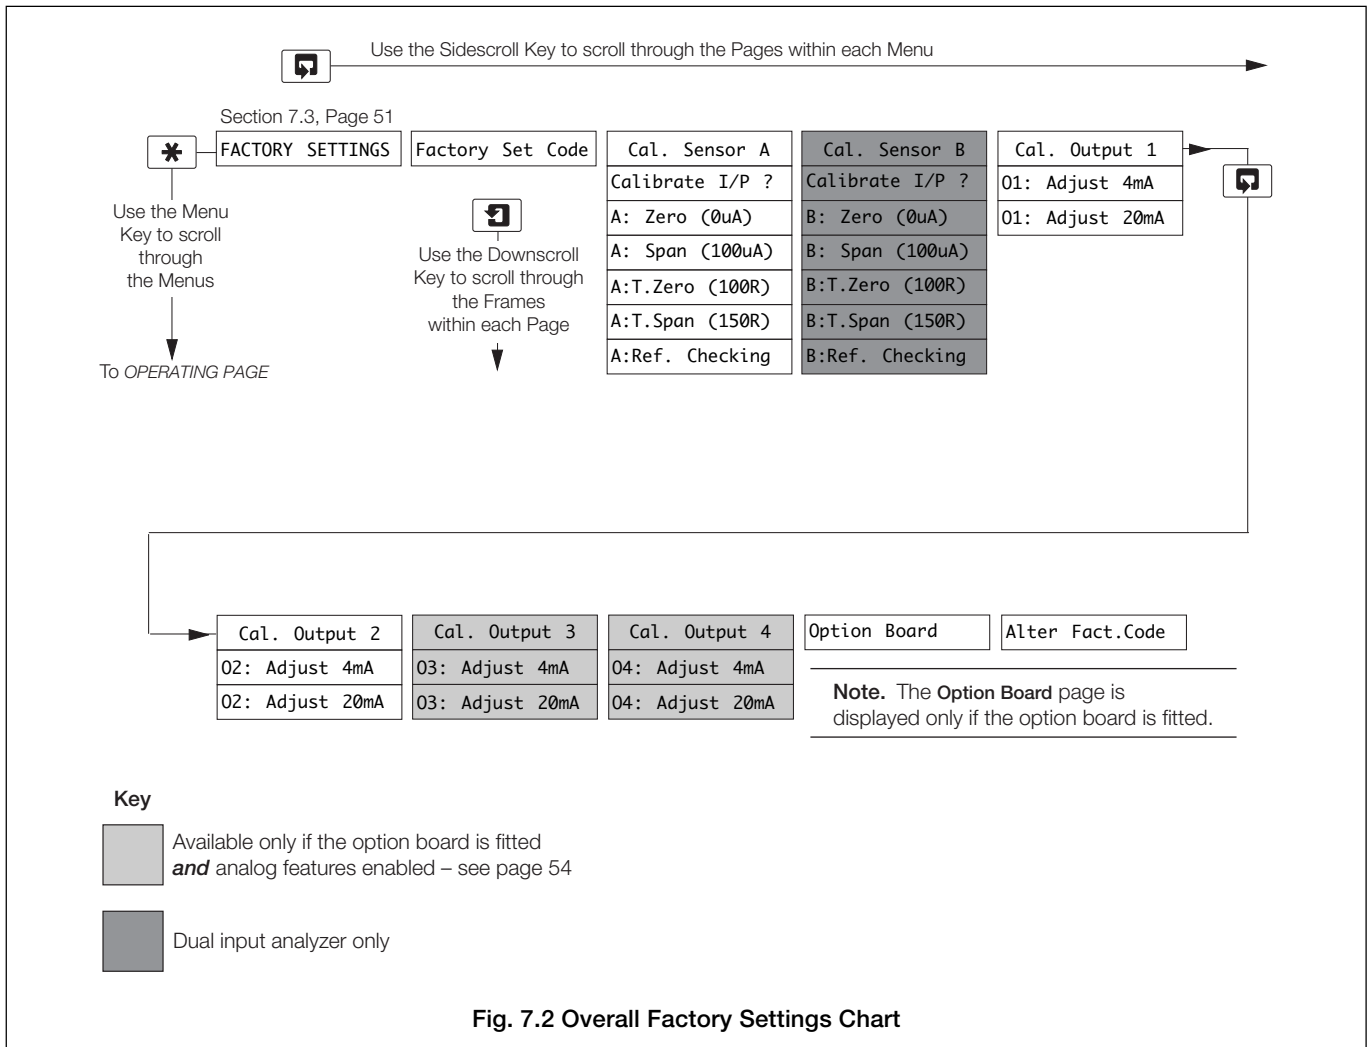 Use the Sidescroll Key to scroll through the Pages within each Menu
Section 7.3, Page 51
FACTORY SETTINGS
Factory Set Code
Cal. Sensor A
Calibrate I/P ?
A: Zero (0uA)
A: Span (100uA)
A:T.Zero (100R)
A:T.Span (150R)
A:Ref. Checking
Cal. Sensor B
Calibrate I/P ?
B: Zero (0uA)
B: Span (100uA)
B:T.Zero (100R)
B:T.Span (150R)
B:Ref. Checking
Cal. Output 1
O1: Adjust 4mA
O1: Adjust 20mA
Use the Menu
Key to scroll
through
the Menus
To OPERATING PAGE
Use the Downscroll
Key to scroll through
the Frames
within each Page
Cal. Output 2
O2: Adjust 4mA
O2: Adjust 20mA
Cal. Output 3
O3: Adjust 4mA
O3: Adjust 20mA
Cal. Output 4
O4: Adjust 4mA
O4: Adjust 20mA
Option Board
Alter Fact.Code
Note. The Option Board page is
displayed only if the option board is fitted.
Key
Available only if the option board is fitted
and analog features enabled – see page 54
Dual input analyzer only
Fig. 7.2 Overall Factory Settings Chart